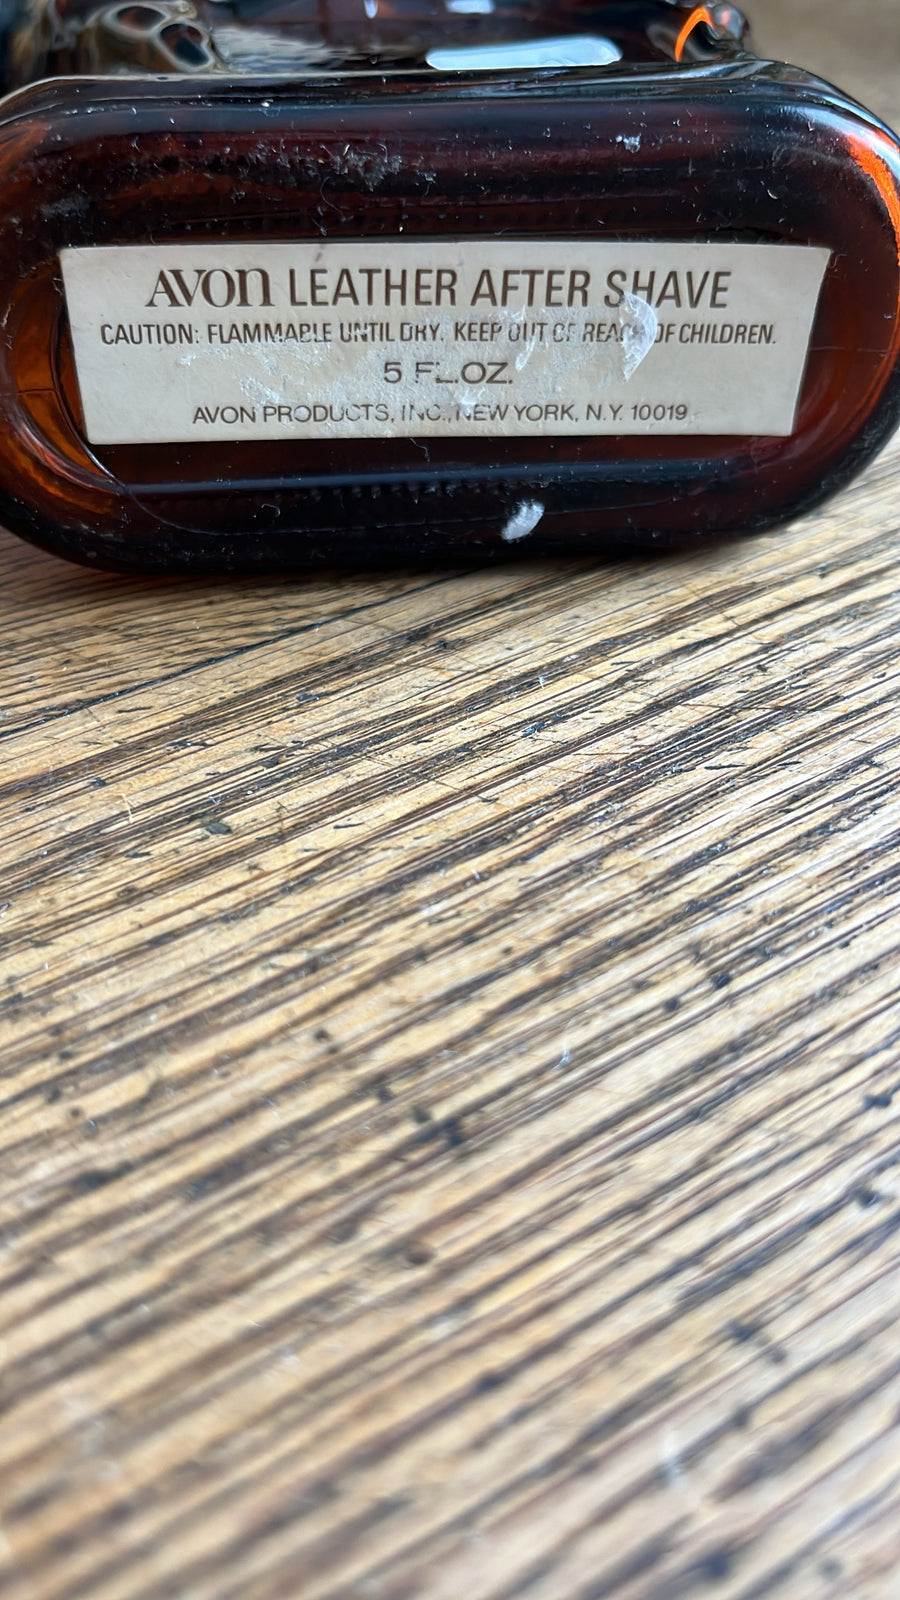 AVON LEATHER AFTER SHAVE
CAUTION: FLAMMABLE UNTIL DRY. KEEP OUT OF REACH OF CHILDREN.
5 FL.OZ.
AVON PRODUCTS, INC., NEW YORK, N.Y. 10019